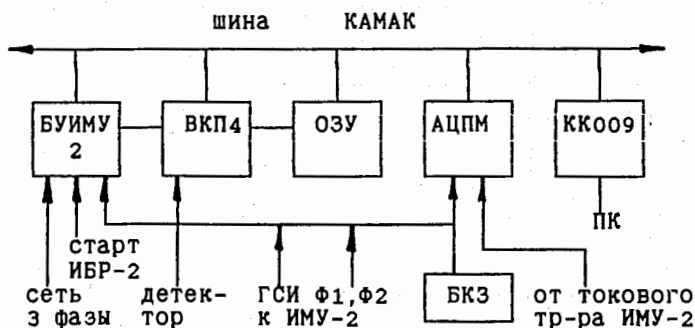 шина КАМАК
БУИМУ 2
ВКП4
ОЗУ
АЦПМ
КК009
ПК
старт ИБР-2
сеть 3 фазы
детек- тор
ГСИ Ф1,Ф2 к ИМУ-2
БКЗ
от токового тр-ра ИМУ-2